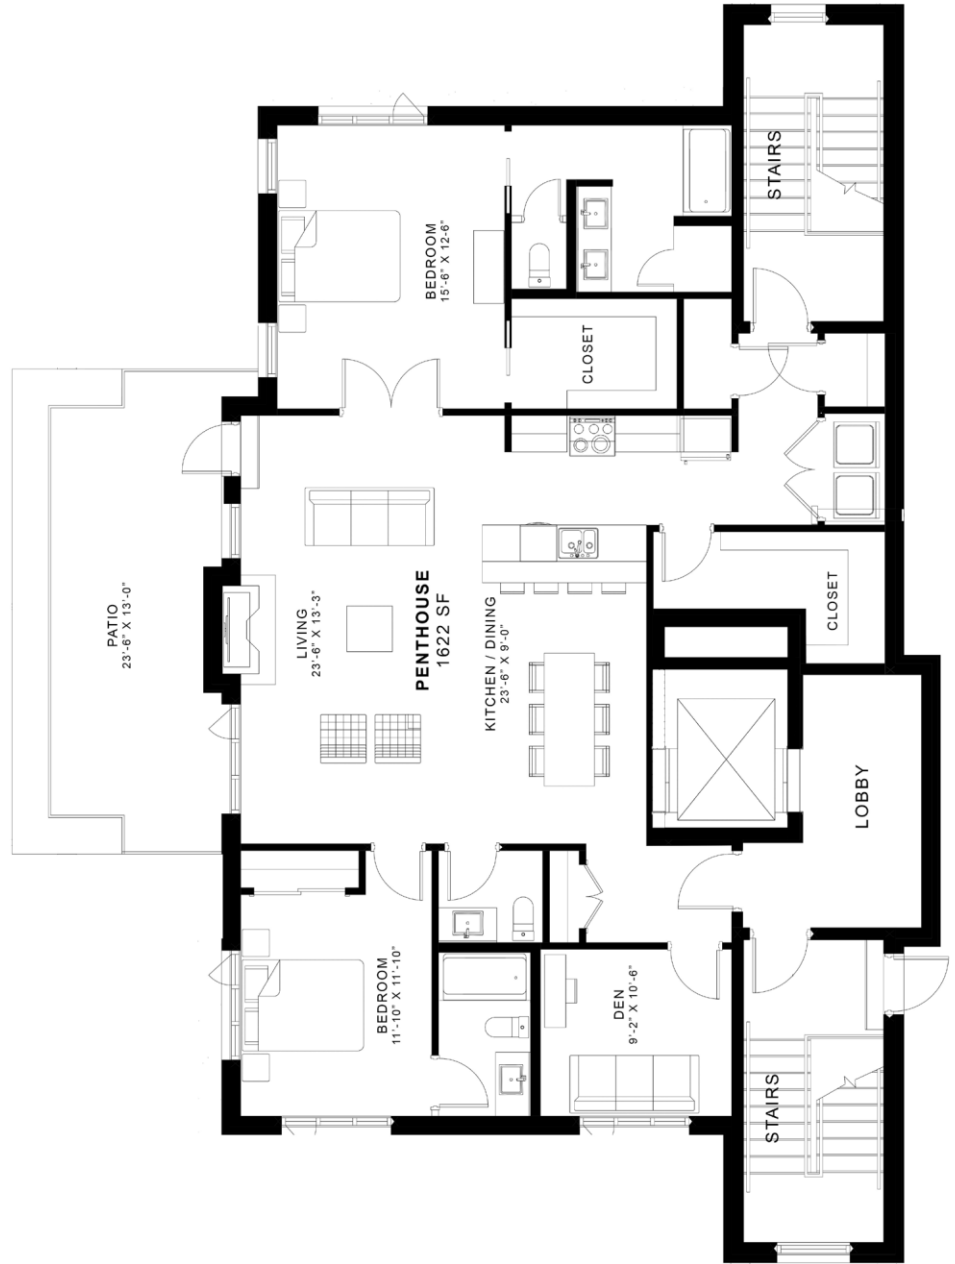 STAIRS
BEDROOM
15'-6" X 12-6"
CLOSET
CLOSET
PATIO
23'-6" X 13'-0"
LIVING
23'-6" X 13'-3"
PENTHOUSE
1622 SF
KITCHEN / DINING
23'-6" X 9'-0"
LOBBY
BEDROOM
11'-10" X 11'-10"
DEN
9'-2" X 10'-6"
STAIRS